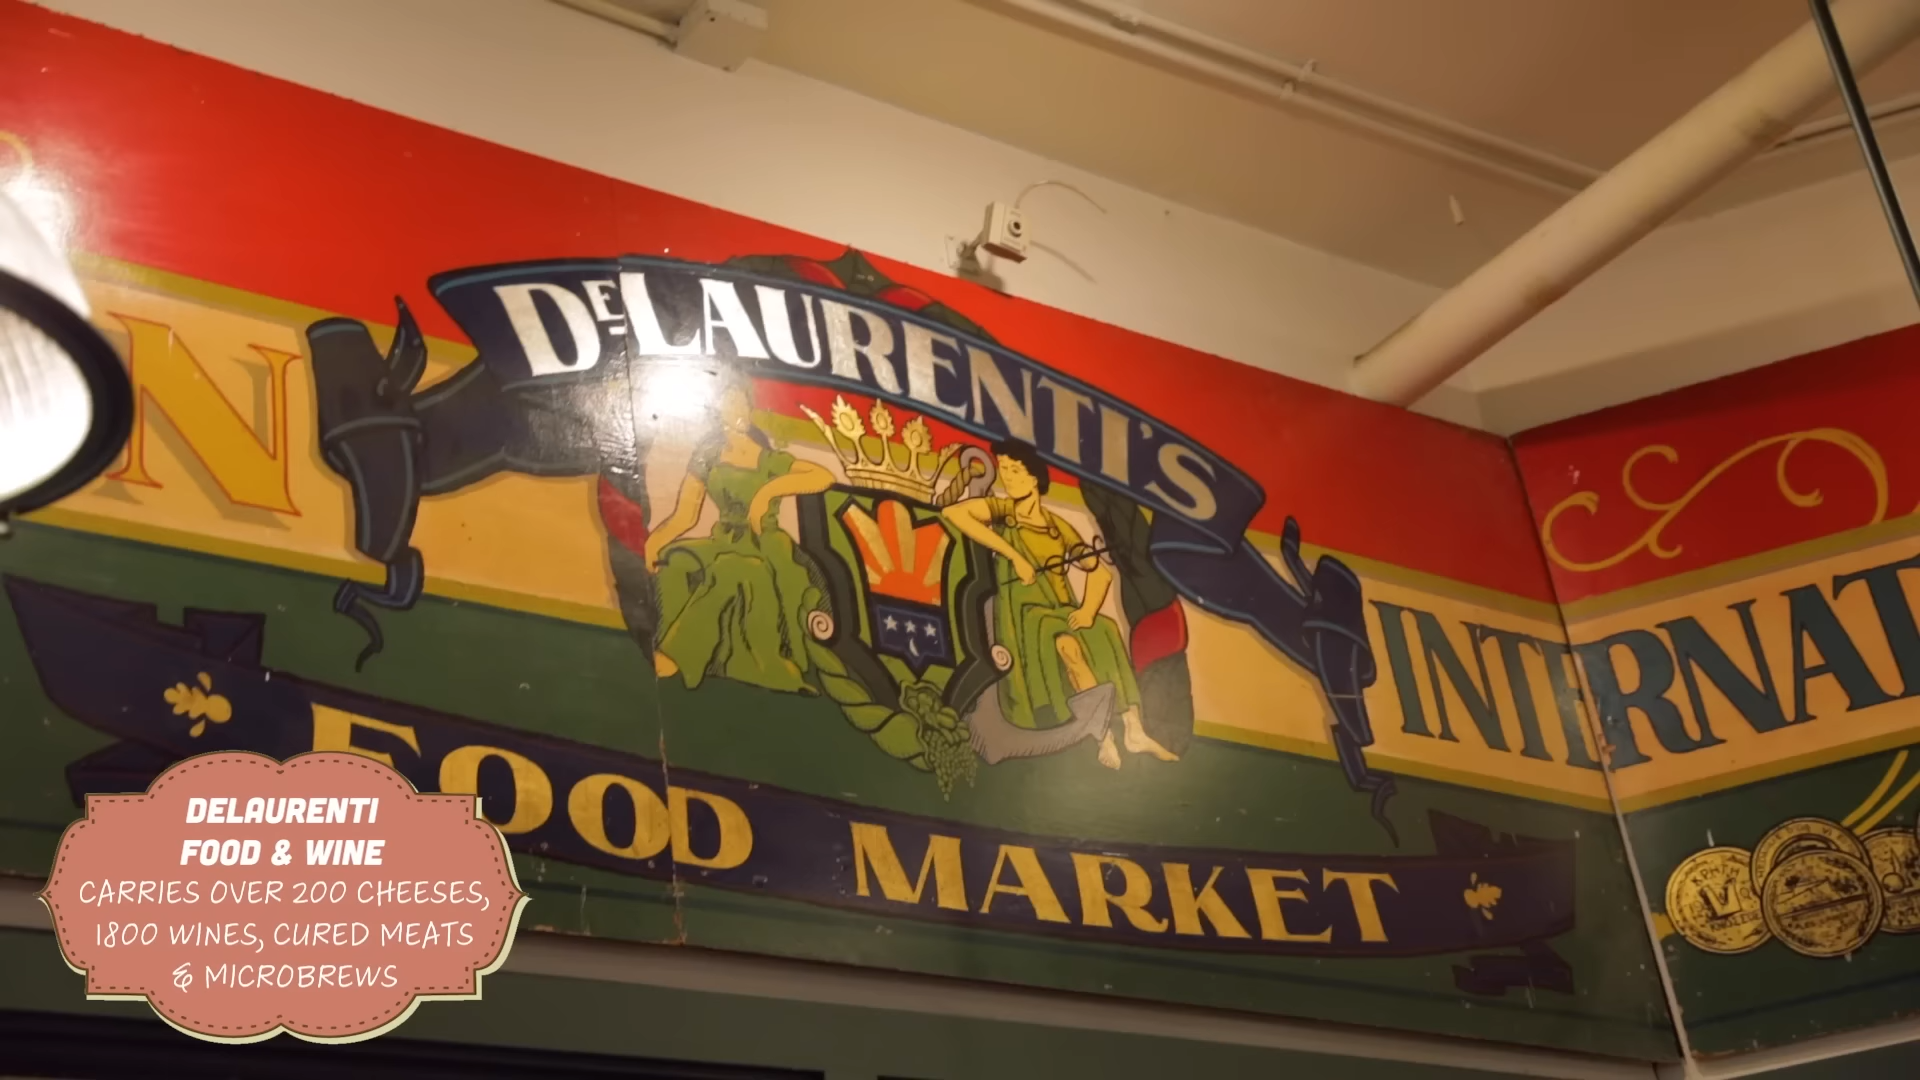 N
DELAURENTI'S
INTERNAT
FOOD MARKET
DELAURENTI
FOOD & WINE
CARRIES OVER 200 CHEESES,
1800 WINES, CURED MEATS
& MICROBREWS